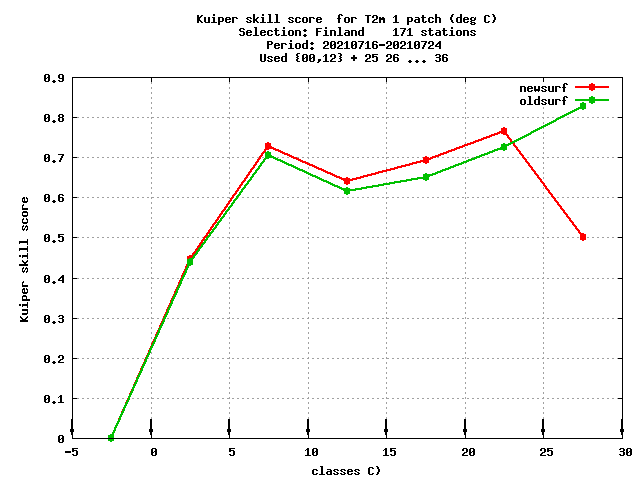 Kuiper skill score for T2m 1 patch (deg C)
Selection: Finland 171 stations
Period: 20210716-20210724
Used {00,12} + 25 26 ... 36
newsurf
oldsurf
0.9
0.8
0.7
0.6
0.5
0.4
0.3
0.2
0.1
0
Kuiper skill score
-5 0 5 10 15 20 25 30
classes C)